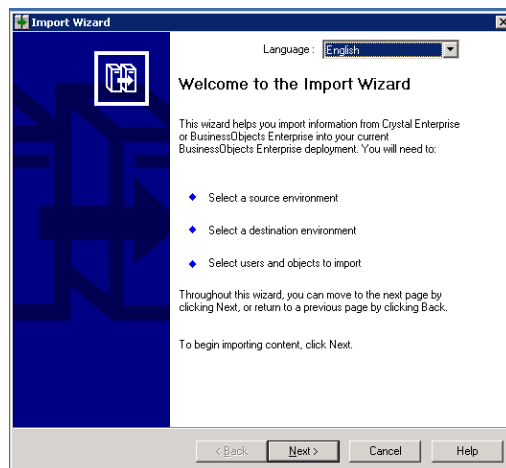 Import Wizard
Language : English
Welcome to the Import Wizard
This wizard helps you import information from Crystal Enterprise
or BusinessObjects Enterprise into your current
BusinessObjects Enterprise deployment. You will need to:
Select a source environment
Select a destination environment
Select users and objects to import
Throughout this wizard, you can move to the next page by
clicking Next, or return to a previous page by clicking Back.
To begin importing content, click Next.
< Back Next > Cancel Help